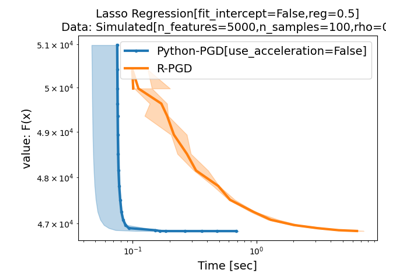 Lasso Regression[fit_intercept=False,reg=0.5]
Data: Simulated[n_features=5000,n_samples=100,rho=0
5.1 × 10⁴
Python-PGD[use_acceleration=False]
R-PGD
5 × 10⁴
4.9 × 10⁴
4.8 × 10⁴
4.7 × 10⁴
value: F(x)
10⁻¹
10⁰
Time [sec]